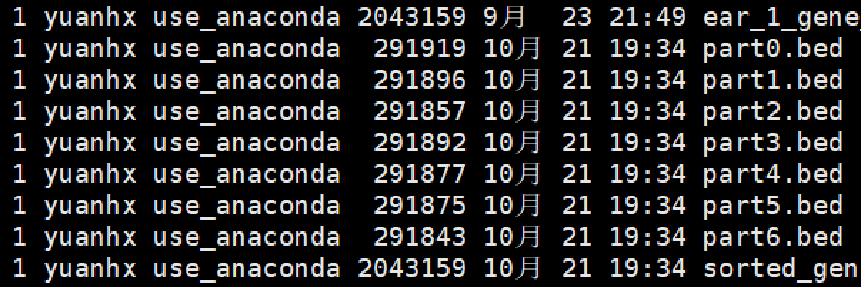 1 yuanhx use_anaconda 2043159 9月 23 21:49 ear_1_gene_
1 yuanhx use_anaconda 291919 10月 21 19:34 part0.bed
1 yuanhx use_anaconda 291896 10月 21 19:34 part1.bed
1 yuanhx use_anaconda 291857 10月 21 19:34 part2.bed
1 yuanhx use_anaconda 291892 10月 21 19:34 part3.bed
1 yuanhx use_anaconda 291877 10月 21 19:34 part4.bed
1 yuanhx use_anaconda 291875 10月 21 19:34 part5.bed
1 yuanhx use_anaconda 291843 10月 21 19:34 part6.bed
1 yuanhx use_anaconda 2043159 10月 21 19:34 sorted_gen